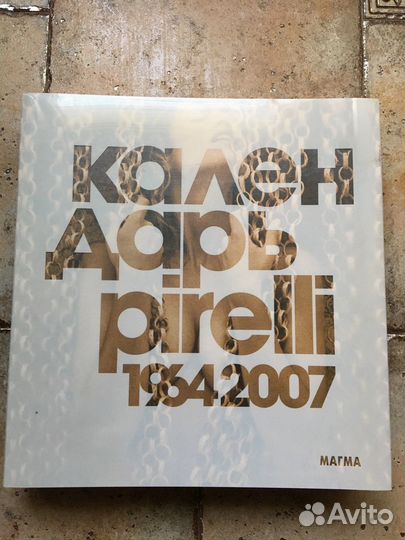 кален
дарь
pirelli
1964.2007
МАГМА
Avito